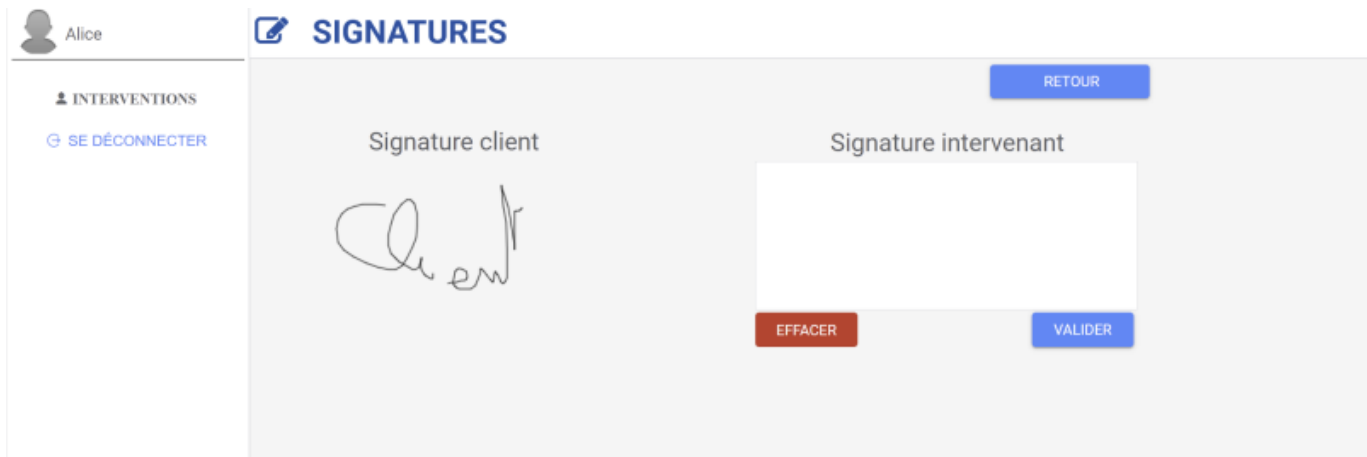 Alice
SIGNATURES
INTERVENTIONS
SE DÉCONNECTER
RETOUR
Signature client
Client
Signature intervenant
EFFACER
VALIDER